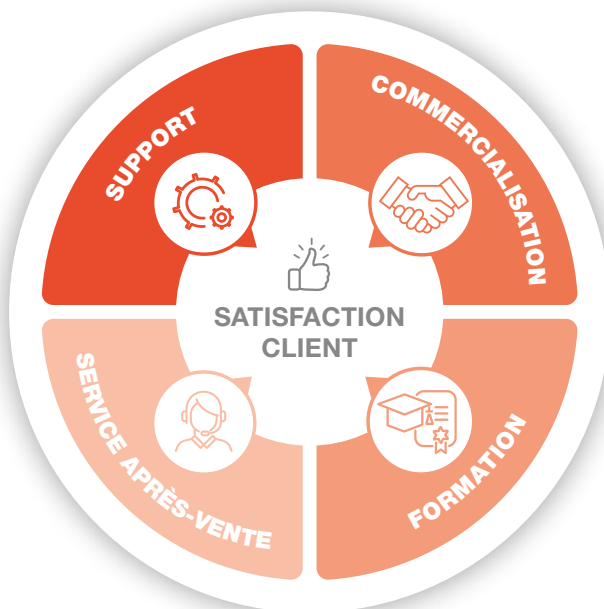 SUPPORT
COMMERCIALISATION
SATISFACTION
CLIENT
SERVICE APRÈS-VENTE
FORMATION